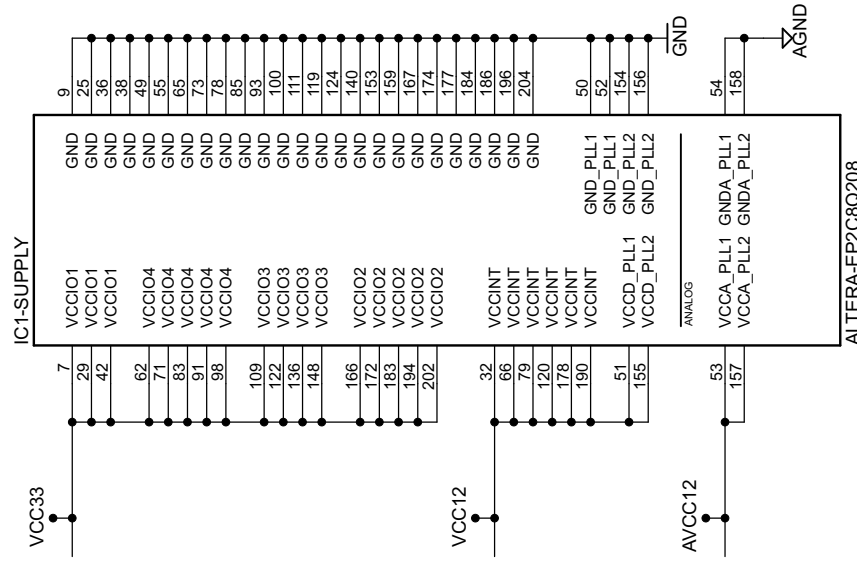 IC1-SUPPLY
VCC33
7 VCCIO1 GND 9
29 VCCIO1 GND 25
42 VCCIO1 GND 36
GND 38
62 VCCIO4 GND 49
71 VCCIO4 GND 55
83 VCCIO4 GND 65
91 VCCIO4 GND 73
98 VCCIO4 GND 78
GND 85
109 VCCIO3 GND 93
122 VCCIO3 GND 100
136 VCCIO3 GND 111
148 VCCIO3 GND 119
GND 124
166 VCCIO2 GND 140
172 VCCIO2 GND 153
183 VCCIO2 GND 159
194 VCCIO2 GND 167
202 VCCIO2 GND 174
GND 177
VCC12
GND 184
32 VCCINT GND 186
66 VCCINT GND 196
79 VCCINT GND 204
120 VCCINT
178 VCCINT
190 VCCINT GND_PLL1 50
GND_PLL1 52
51 VCCD_PLL1 GND_PLL2 154
155 VCCD_PLL2 GND_PLL2 156
GND
ANALOG
AVCC12
53 VCCA_PLL1 GNDA_PLL1 54
157 VCCA_PLL2 GNDA_PLL2 158
AGND
ALTERA-EP2C8Q208